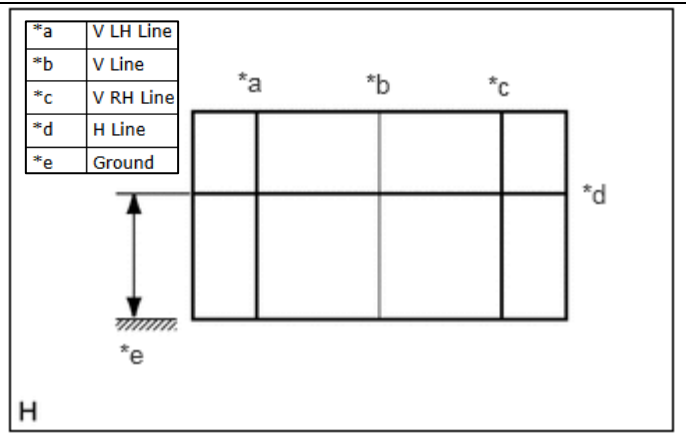 *a V LH Line
*b V Line
*c V RH Line
*d H Line
*e Ground
*a *b *c
*d
*e
H